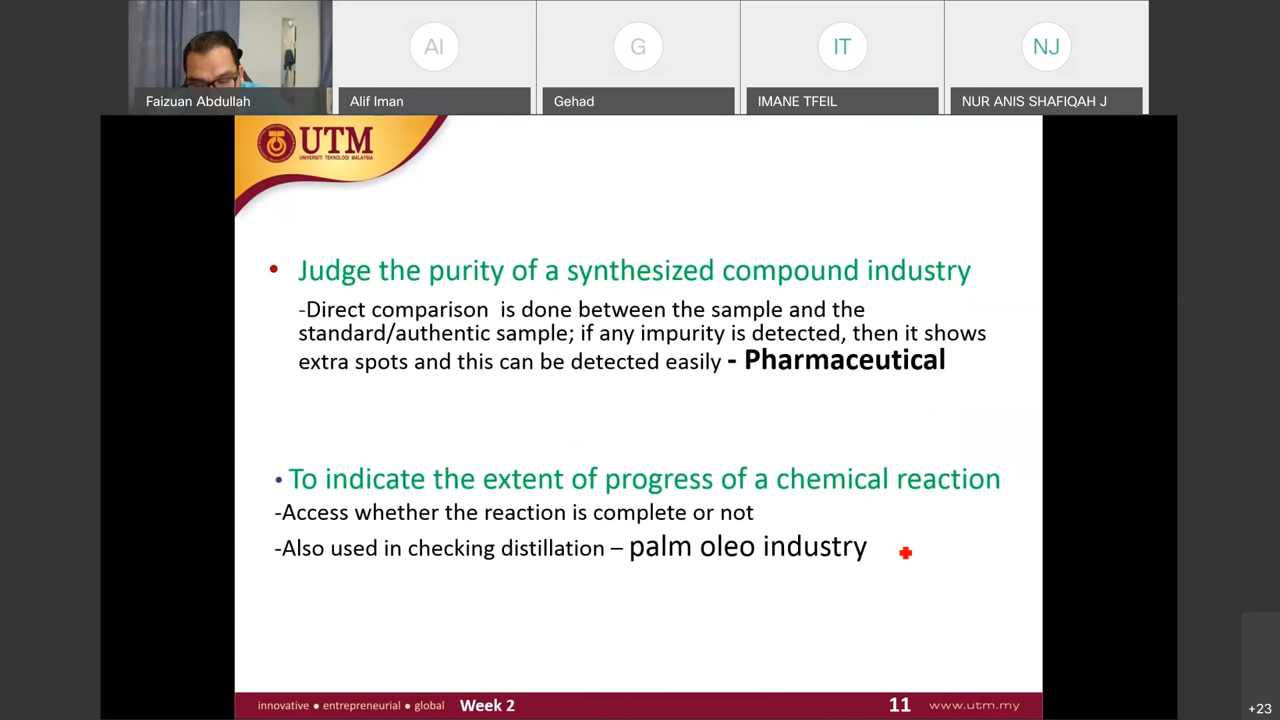 AI
G
IT
NJ
Faizuan Abdullah
Alif Iman
Gehad
IMANE TFEIL
NUR ANIS SHAFIQAH J
UTM
UNIVERSITI TEKNOLOGI MALAYSIA
• Judge the purity of a synthesized compound industry
-Direct comparison is done between the sample and the
standard/authentic sample; if any impurity is detected, then it shows
extra spots and this can be detected easily - Pharmaceutical
• To indicate the extent of progress of a chemical reaction
-Access whether the reaction is complete or not
-Also used in checking distillation – palm oleo industry
innovative ● entrepreneurial ● global
Week 2
11
www.utm.my
+23